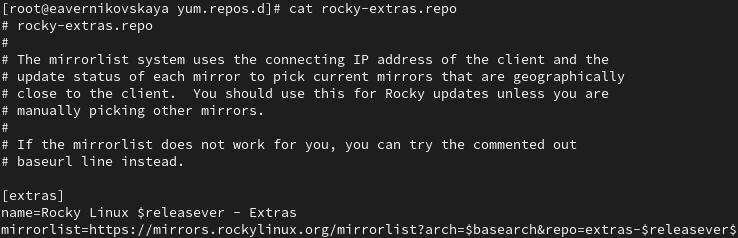 [root@eavernikovskaya yum.repos.d]# cat rocky-extras.repo
# rocky-extras.repo
#
# The mirrorlist system uses the connecting IP address of the client and the
# update status of each mirror to pick current mirrors that are geographically
# close to the client.  You should use this for Rocky updates unless you are
# manually picking other mirrors.
#
# If the mirrorlist does not work for you, you can try the commented out
# baseurl line instead.
[extras]
name=Rocky Linux $releasever - Extras
mirrorlist=https://mirrors.rockylinux.org/mirrorlist?arch=$basearch&repo=extras-$releasever$